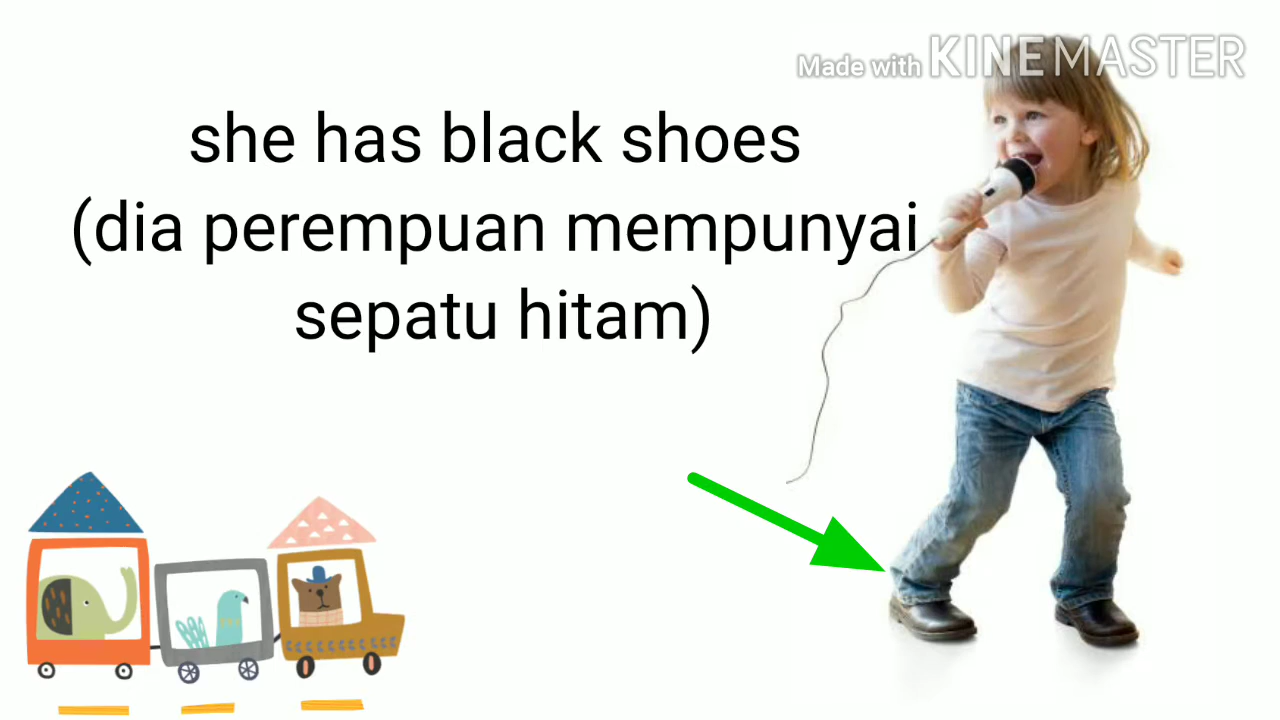 Made with KINEMASTER
she has black shoes
(dia perempuan mempunyai
sepatu hitam)